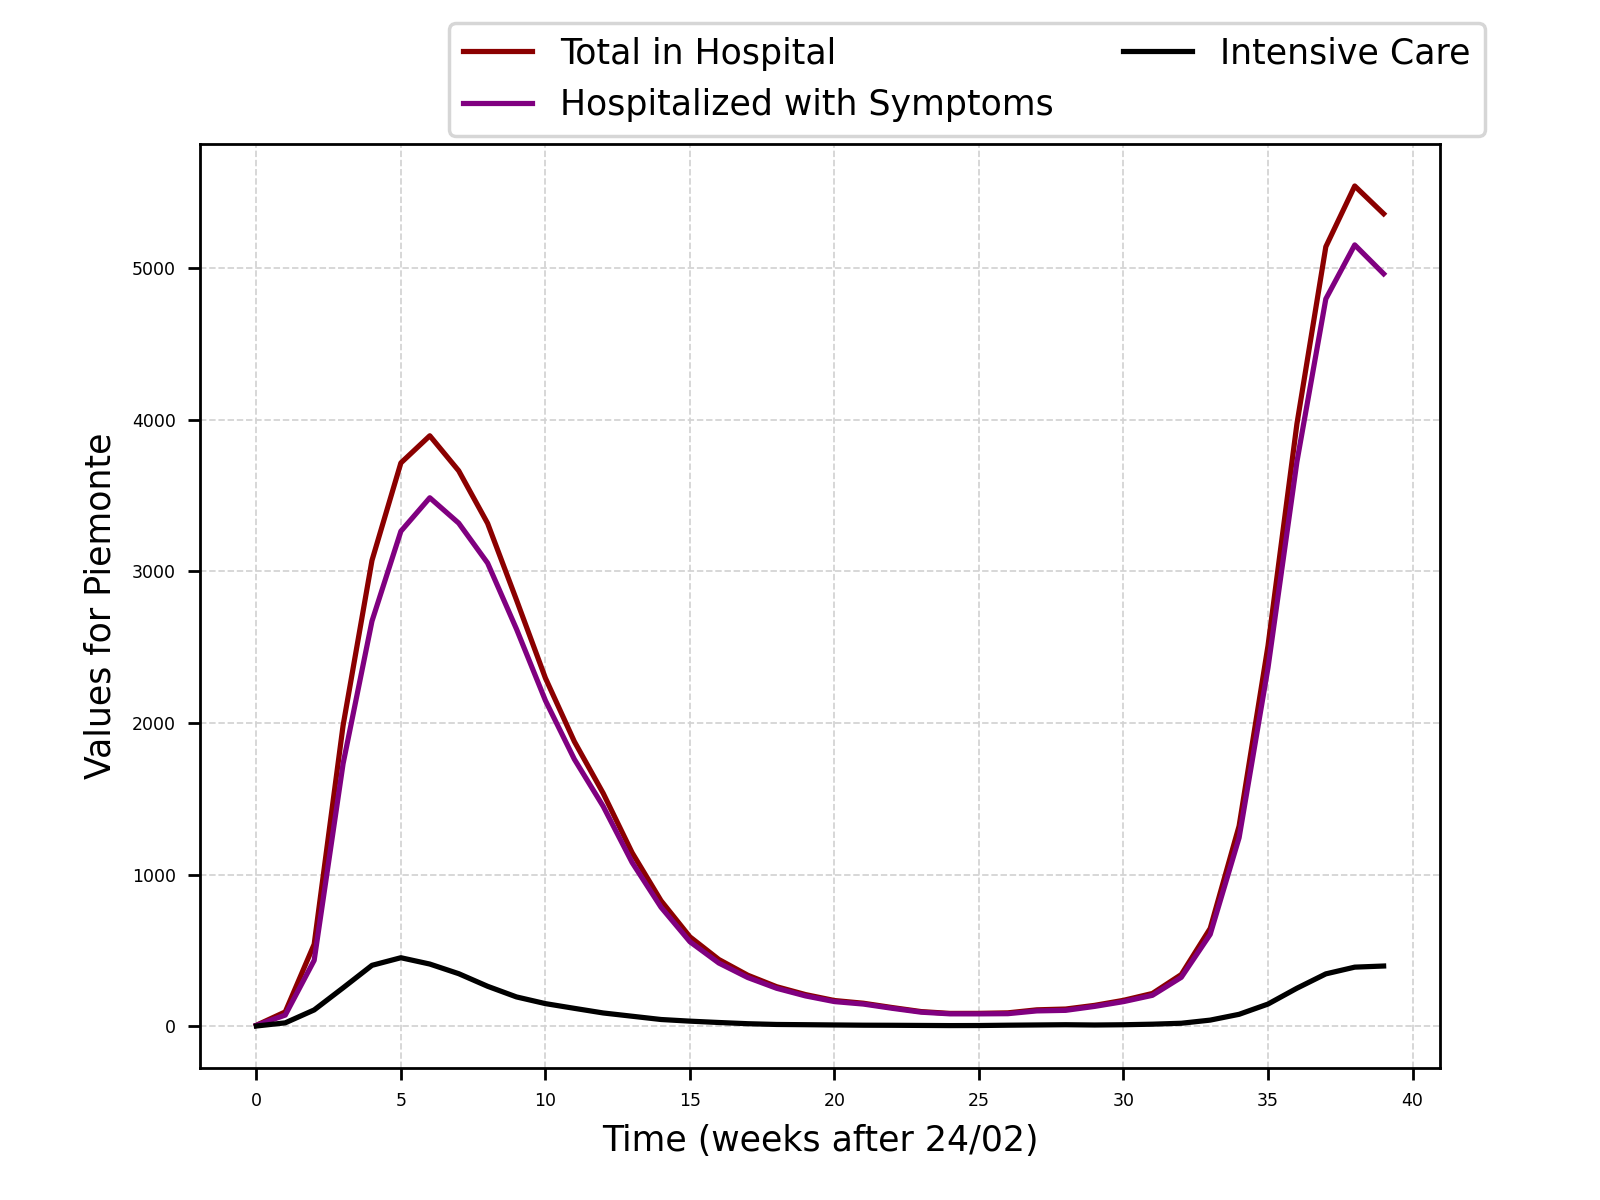 Total in Hospital
Hospitalized with Symptoms
Intensive Care
Values for Piemonte
5000
4000
3000
2000
1000
0
0 5 10 15 20 25 30 35 40
Time (weeks after 24/02)